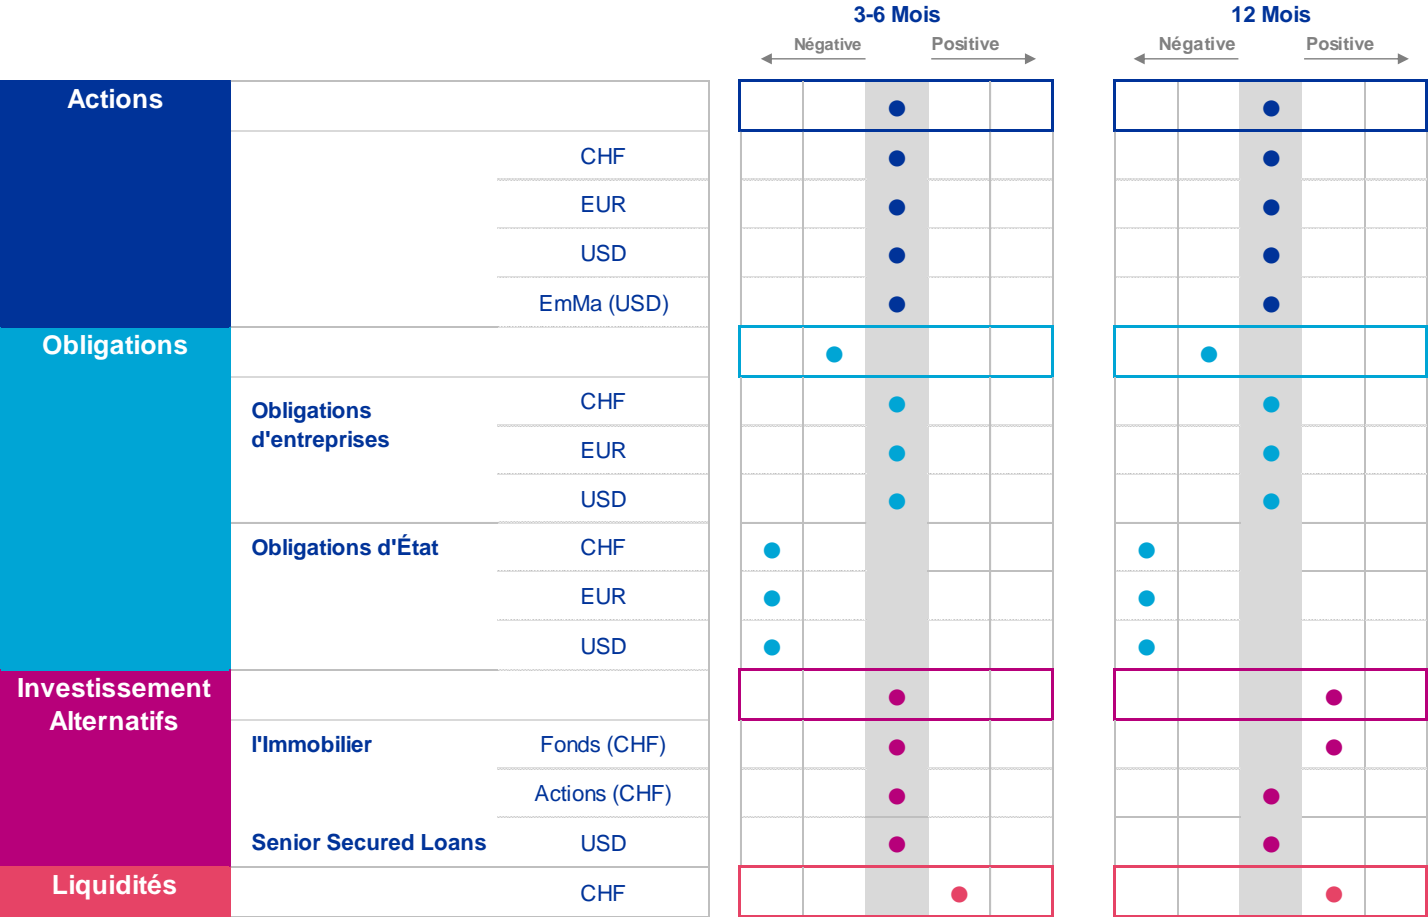 3-6 Mois
12 Mois
Négative
Positive
Négative
Positive
Actions
CHF
EUR
USD
EmMa (USD)
Obligations
Obligations
d'entreprises
CHF
EUR
USD
Obligations d'État
CHF
EUR
USD
Investissement
Alternatifs
l'Immobilier
Fonds (CHF)
Actions (CHF)
Senior Secured Loans
USD
Liquidités
CHF